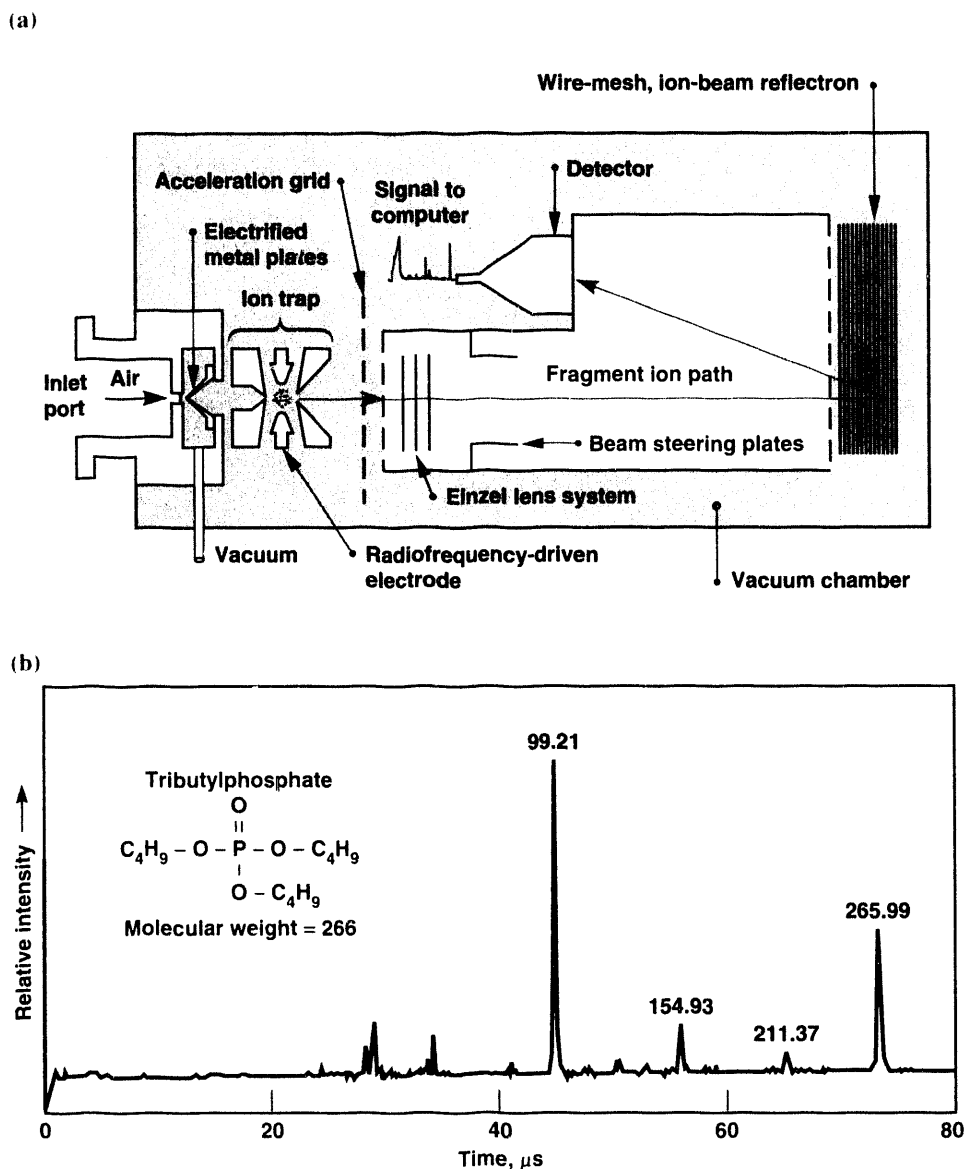 (a)
Wire-mesh, ion-beam reflectron
Acceleration grid
Signal to
computer
Detector
Electrified
metal plates
Ion trap
Inlet
port
Air
Fragment ion path
Beam steering plates
Einzel lens system
Vacuum
Radiofrequency-driven
electrode
Vacuum chamber
(b)
Relative intensity
Tributylphosphate
O
C₄H₉ – O – P – O – C₄H₉
O – C₄H₉
Molecular weight = 266
99.21
154.93
211.37
265.99
0 20 40 60 80
Time, μs